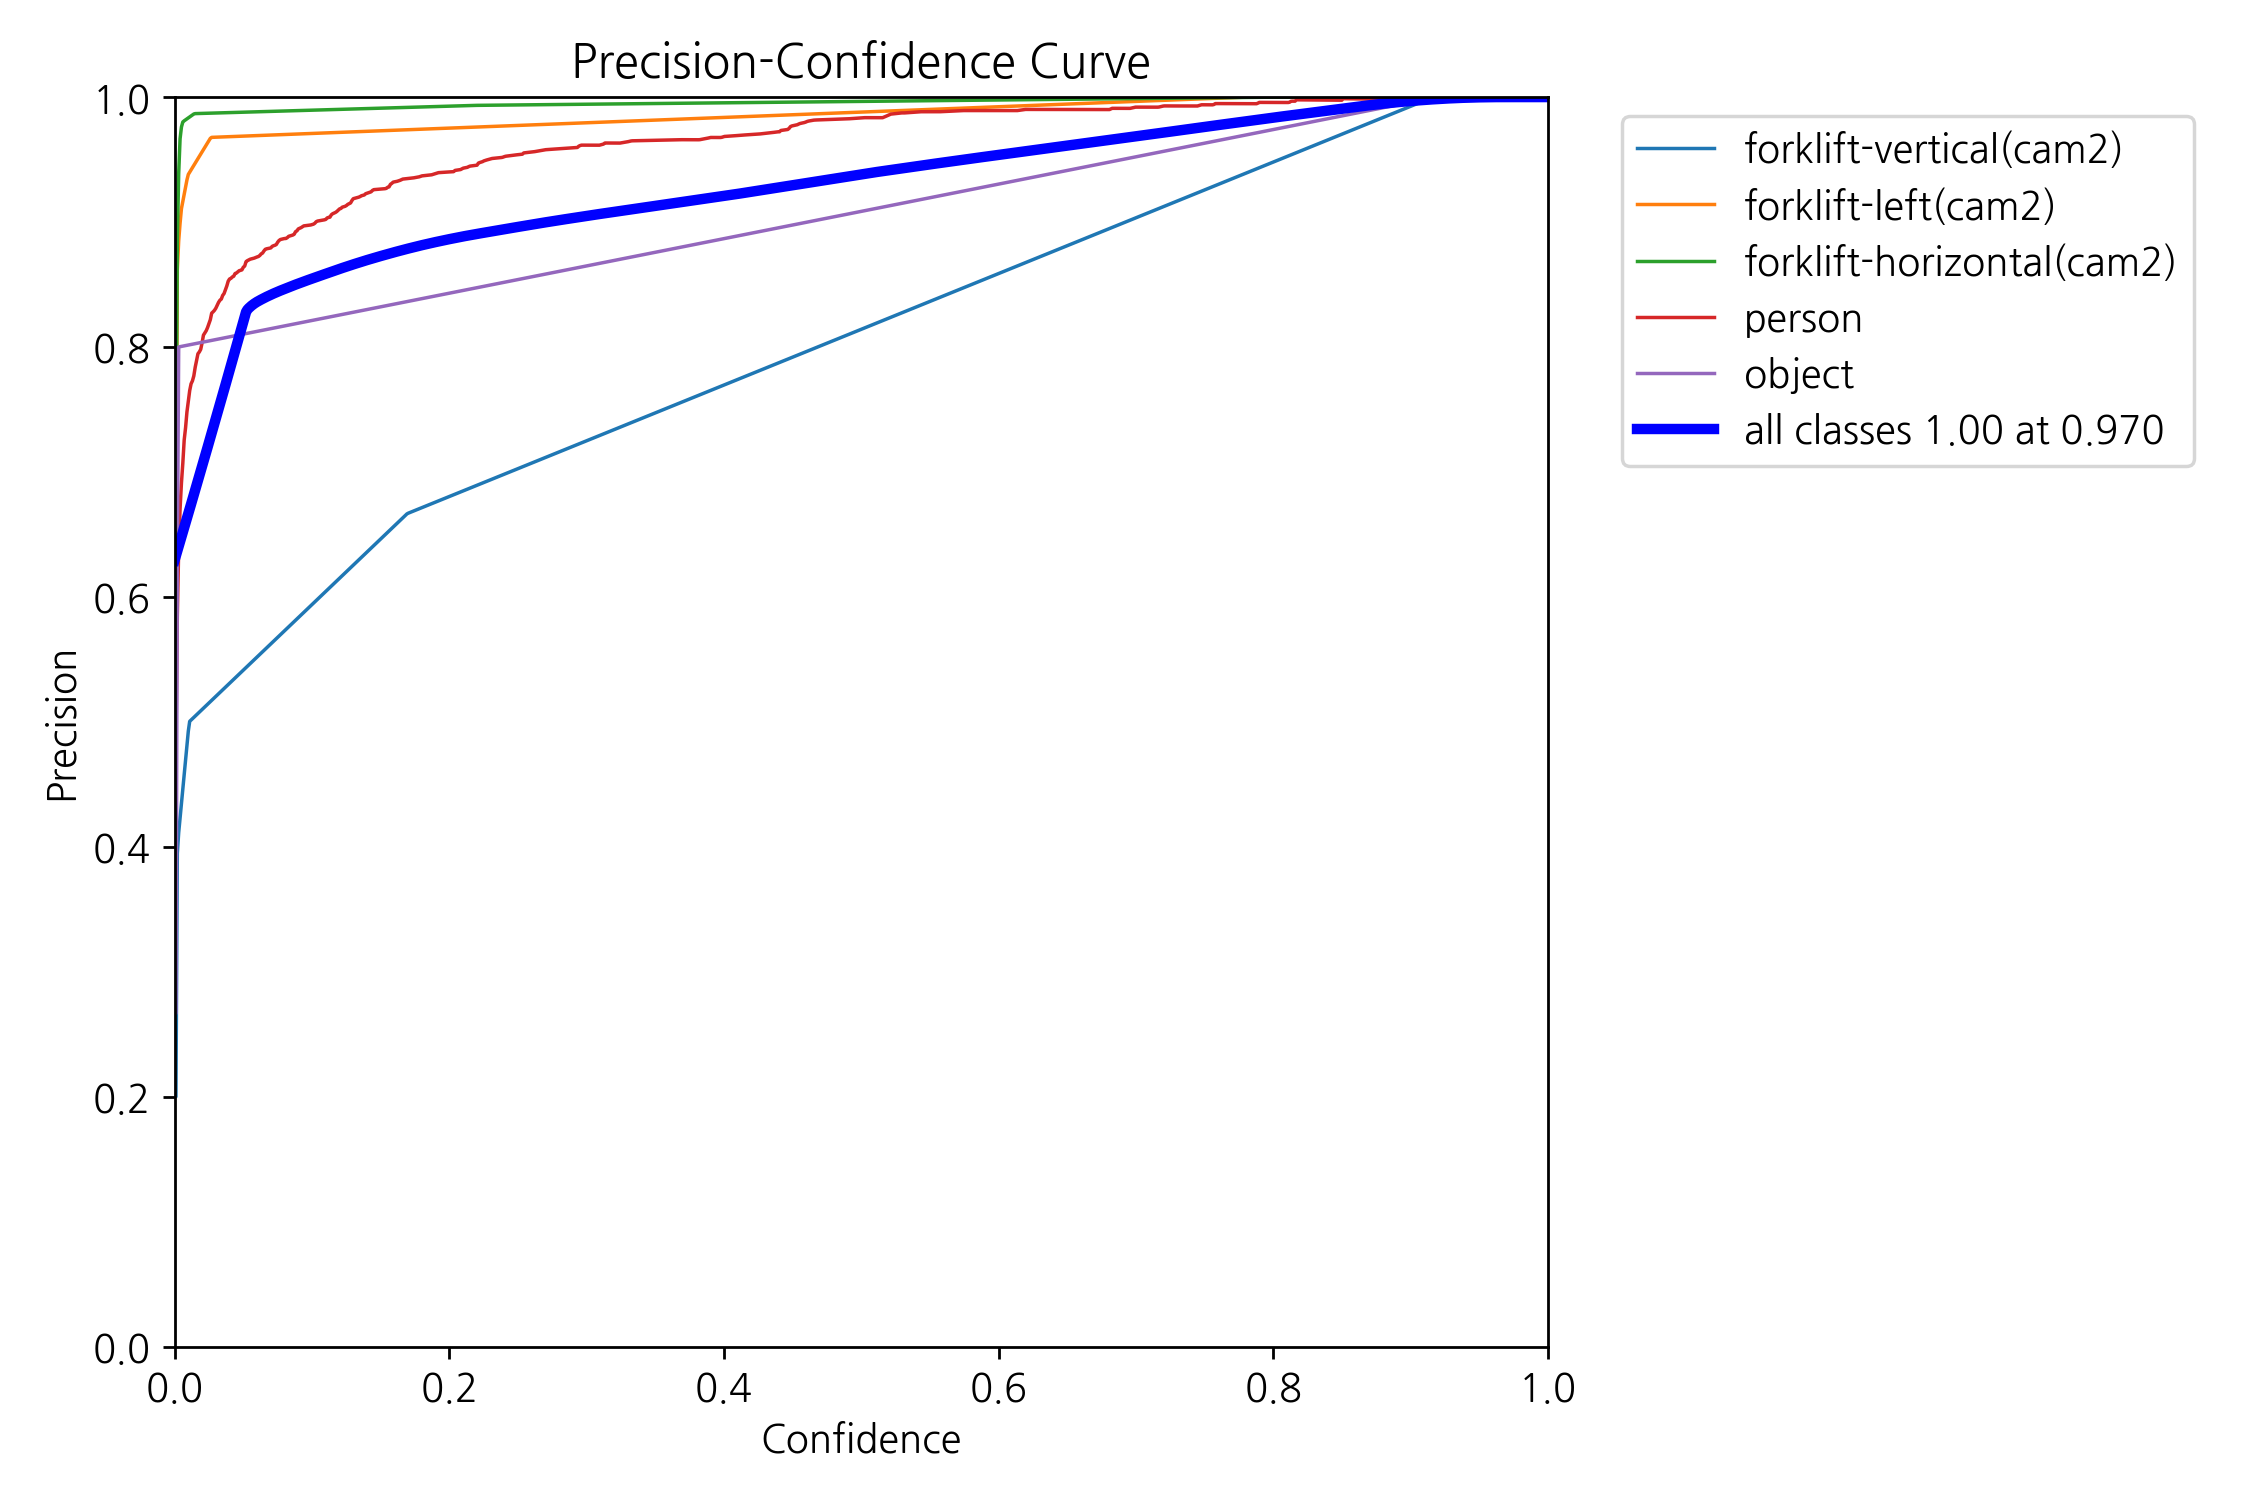 Precision-Confidence Curve
1.0
0.8
0.6
0.4
0.2
0.0
Precision
0.0 0.2 0.4 0.6 0.8 1.0
Confidence
forklift-vertical(cam2)
forklift-left(cam2)
forklift-horizontal(cam2)
person
object
all classes 1.00 at 0.970